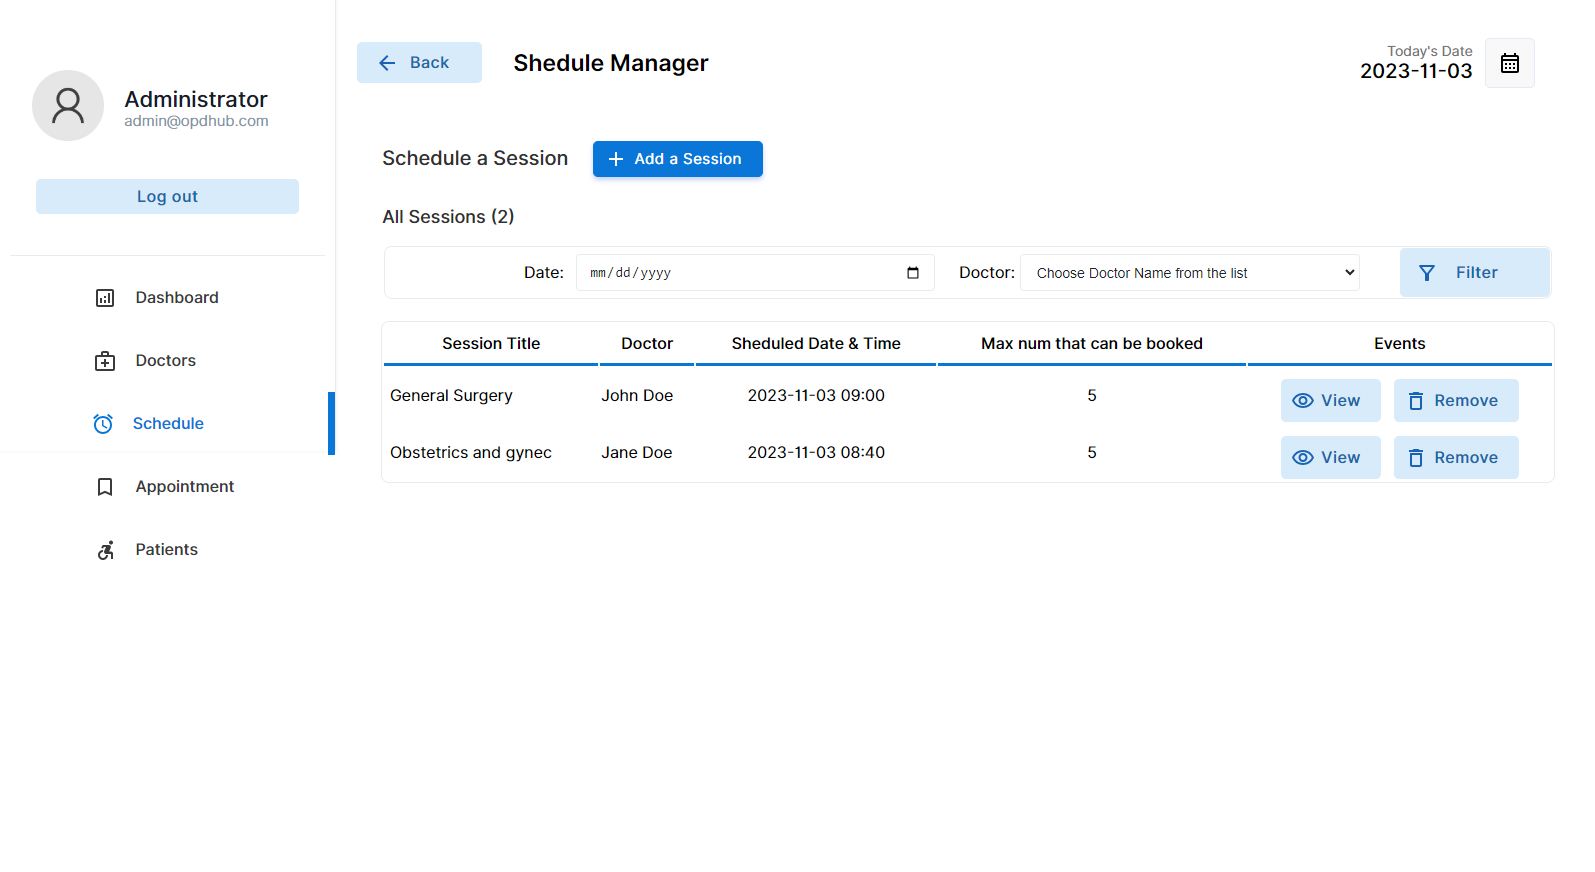 Administrator
admin@opdhub.com
Log out
Dashboard
Doctors
Schedule
Appointment
Patients
Back
Shedule Manager
Today's Date
2023-11-03
Schedule a Session
Add a Session
All Sessions (2)
Date: mm/dd/yyyy Doctor: Choose Doctor Name from the list Filter
Session Title Doctor Sheduled Date & Time Max num that can be booked Events
General Surgery John Doe 2023-11-03 09:00 5 View Remove
Obstetrics and gynec Jane Doe 2023-11-03 08:40 5 View Remove